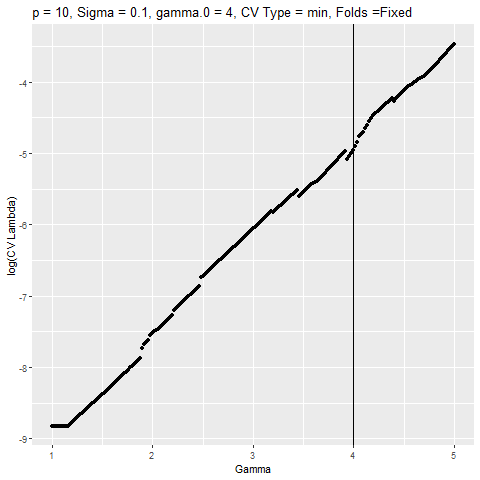 p = 10, Sigma = 0.1, gamma.0 = 4, CV Type = min, Folds =Fixed
-4
-5
-6
-7
-8
-9
log(CV Lambda)
1 2 3 4 5
Gamma